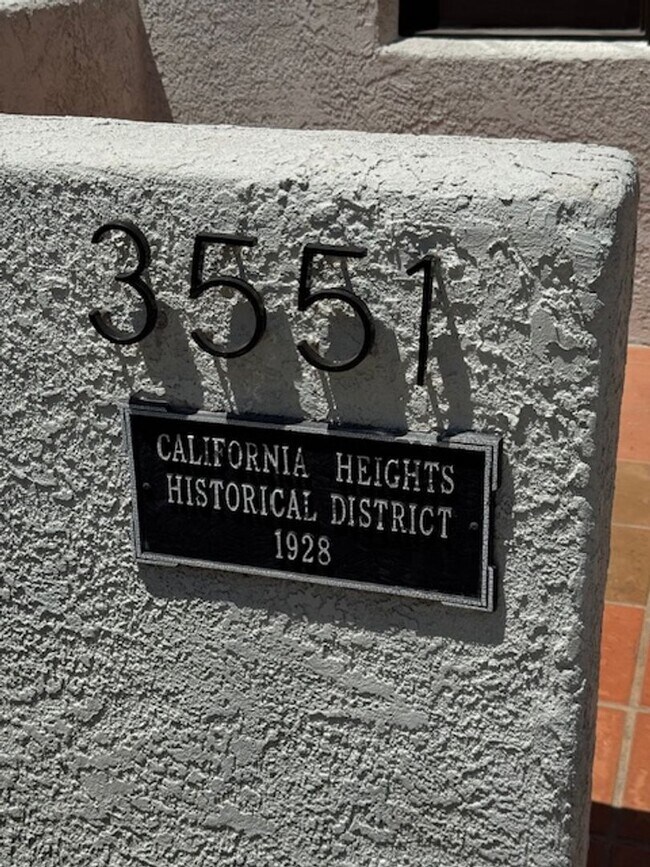 3551
CALIFORNIA HEIGHTS
HISTORICAL DISTRICT
1928